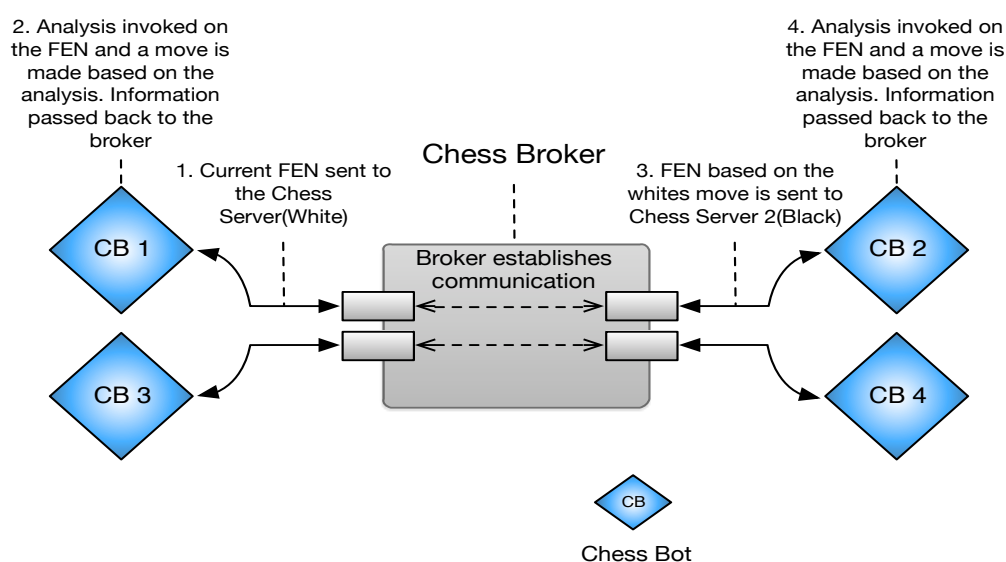 2. Analysis invoked on
the FEN and a move is
made based on the
analysis. Information
passed back to the
broker
4. Analysis invoked on
the FEN and a move is
made based on the
analysis. Information
passed back to the
broker
Chess Broker
1. Current FEN sent to
the Chess
Server(White)
3. FEN based on the
whites move is sent to
Chess Server 2(Black)
CB 1
Broker establishes
communication
CB 2
CB 3
CB 4
CB
Chess Bot